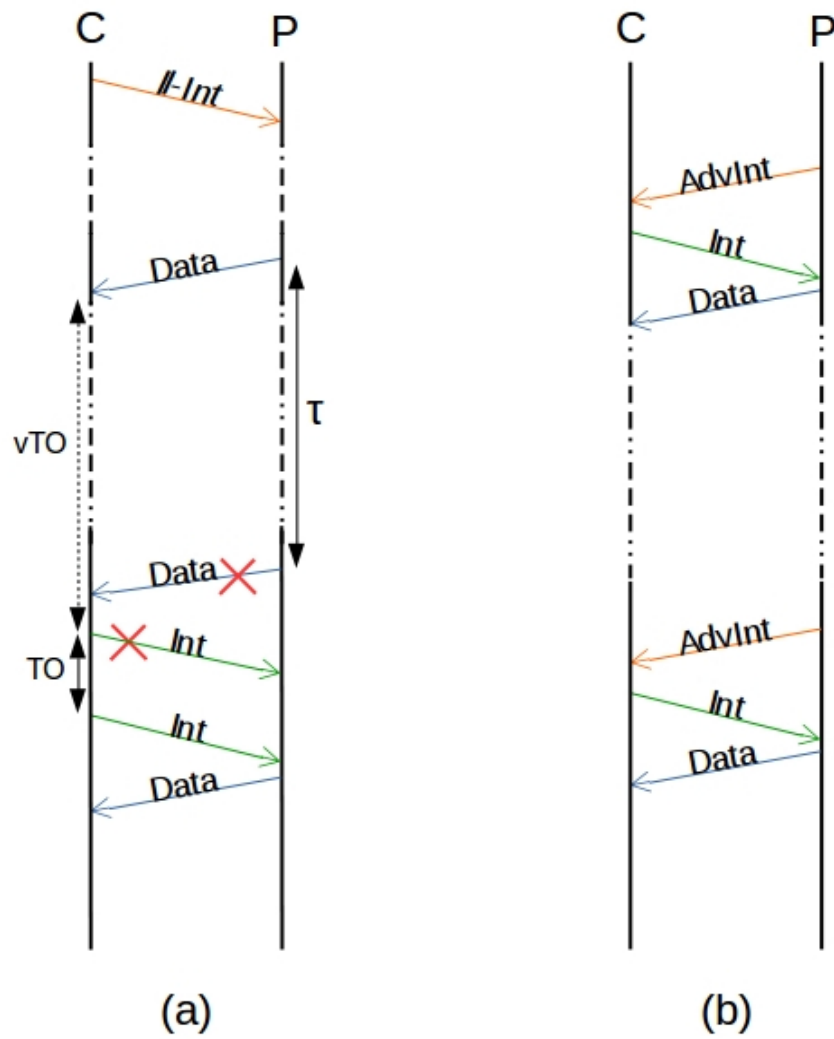 C P
ll-Int
Data
τ
vTO
Data
Int
TO
Int
Data
(a)
C P
AdvInt
Int
Data
AdvInt
Int
Data
(b)